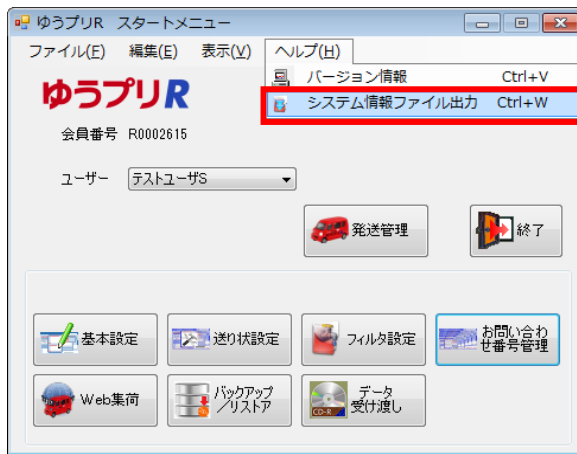 ゆうプリR スタートメニュー
ファイル(F) 編集(E) 表示(V) ヘルプ(H)
バージョン情報 Ctrl+V
システム情報ファイル出力 Ctrl+W
ゆうプリR
会員番号 R0002615
ユーザー テストユーザS
発送管理 終了
基本設定 送り状設定 フィルタ設定 お問い合わ
せ番号管理
Web集荷 バックアップ
/リストア データ
受け渡し
CD-R